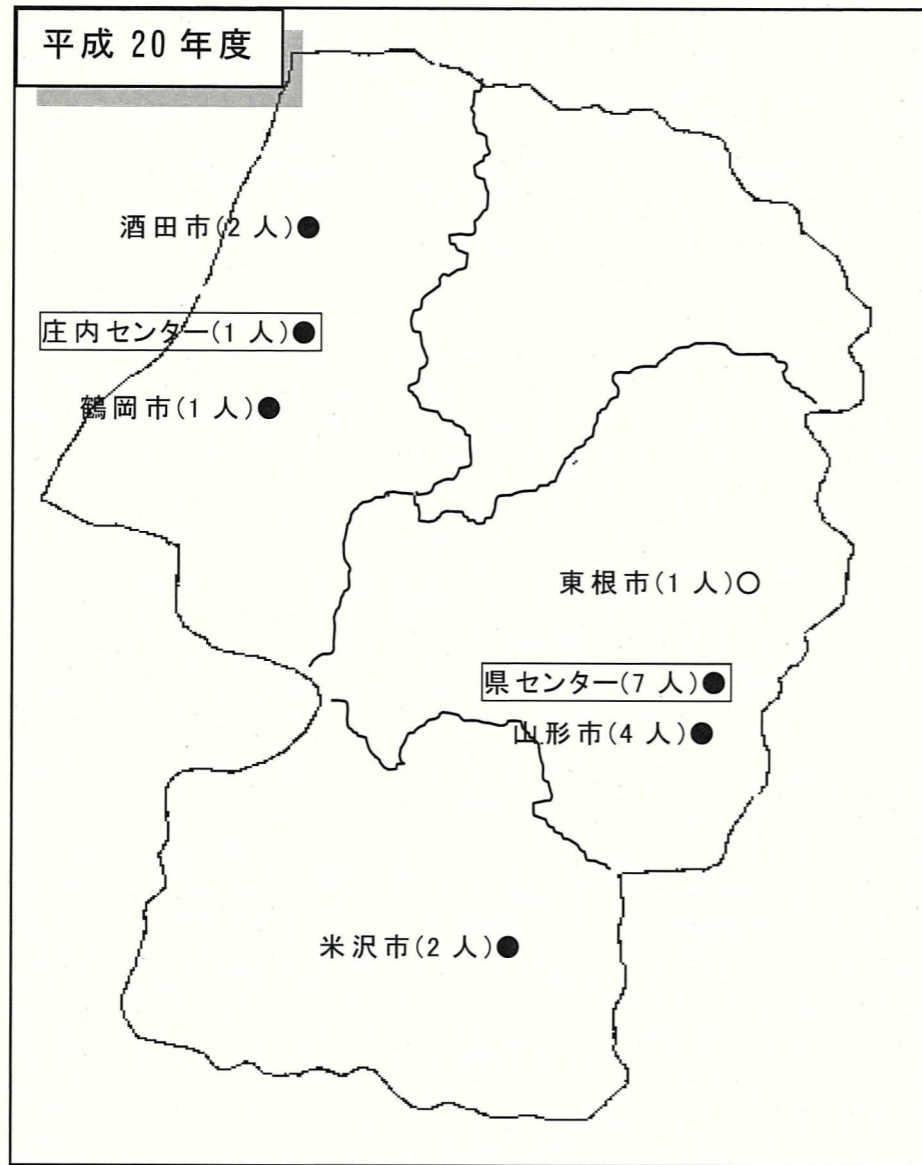 平成 20 年度
酒田市(2 人)●
庄内センター(1 人)●
鶴岡市(1 人)●
東根市(1 人)○
県センター(7 人)●
山形市(4 人)●
米沢市(2 人)●